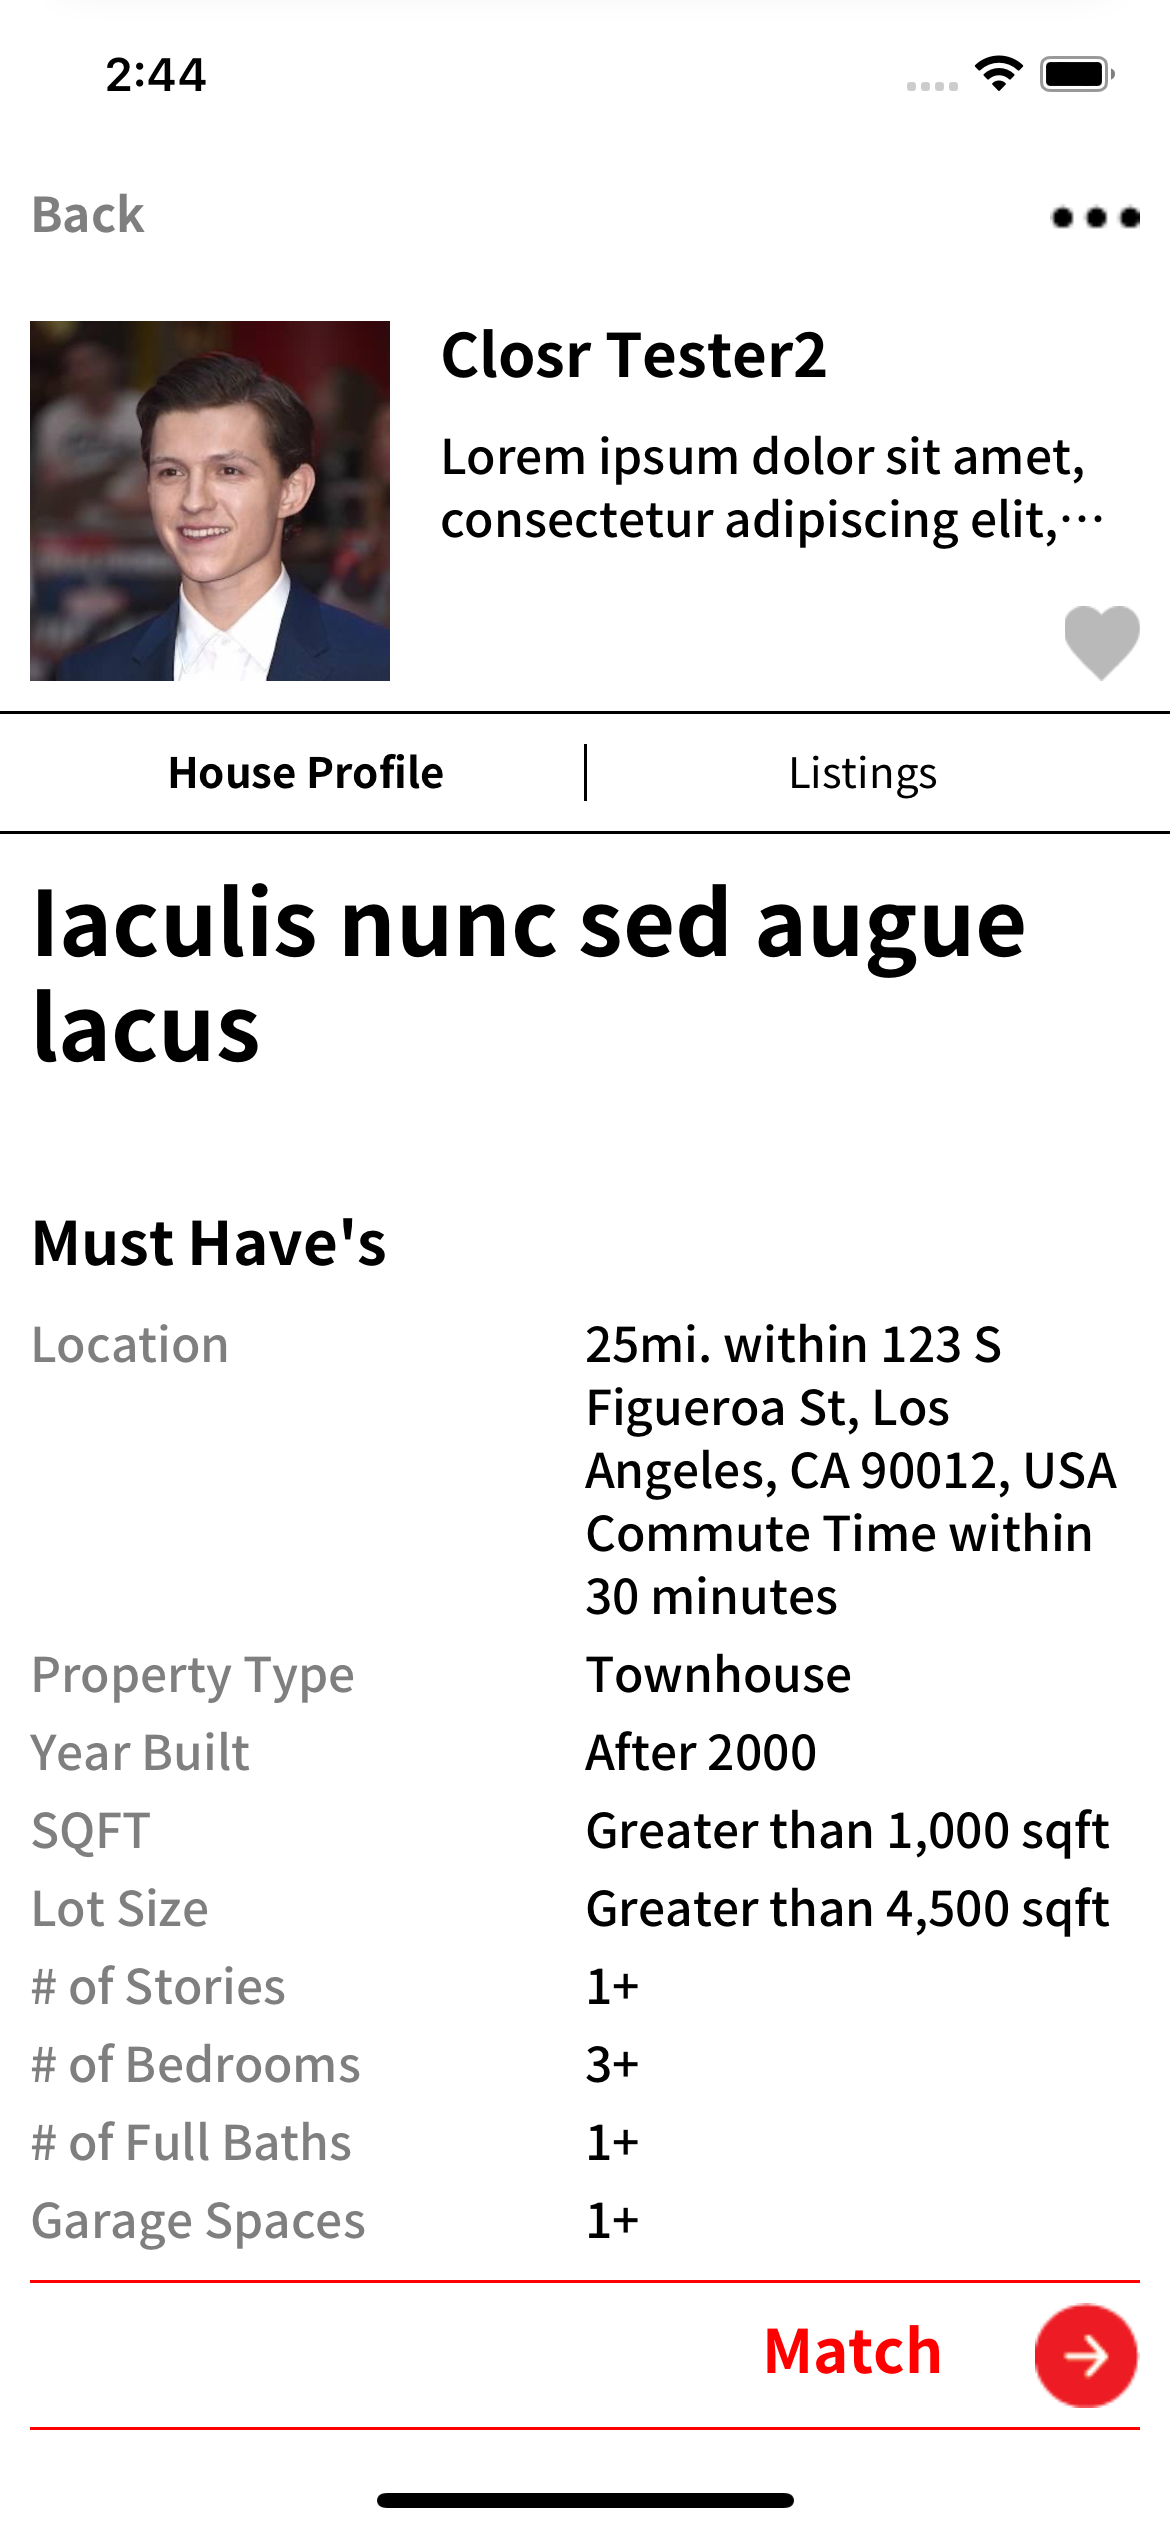 2:44
Back
Closr Tester2
Lorem ipsum dolor sit amet,
consectetur adipiscing elit,…
House Profile
Listings
Iaculis nunc sed augue
lacus
Must Have's
Location
25mi. within 123 S
Figueroa St, Los
Angeles, CA 90012, USA
Commute Time within
30 minutes
Property Type
Townhouse
Year Built
After 2000
SQFT
Greater than 1,000 sqft
Lot Size
Greater than 4,500 sqft
# of Stories
1+
# of Bedrooms
3+
# of Full Baths
1+
Garage Spaces
1+
Match